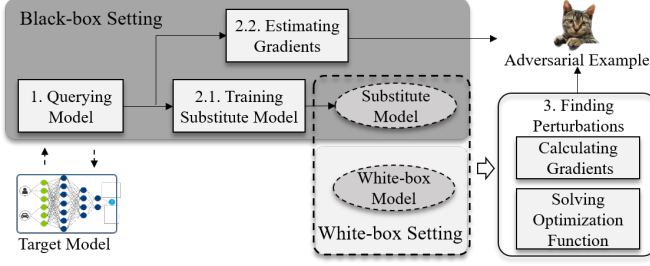 Black-box Setting
2.2. Estimating
Gradients
Adversarial Example
1. Querying
Model
2.1. Training
Substitute Model
Substitute
Model
3. Finding
Perturbations
Calculating
Gradients
White-box
Model
Solving
Optimization
Function
White-box Setting
Target Model